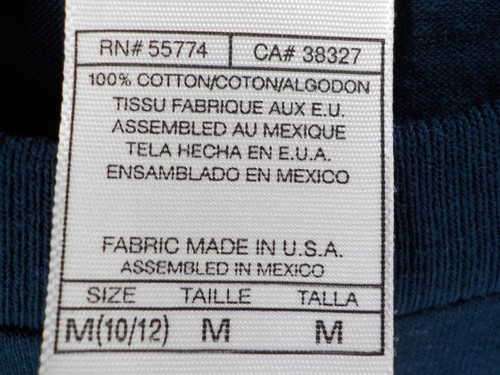 RN# 55774 CA# 38327
100% COTTON/COTON/ALGODON
TISSU FABRIQUE AUX E.U.
ASSEMBLED AU MEXIQUE
TELA HECHA EN E.U.A.
ENSAMBLADO EN MEXICO
FABRIC MADE IN U.S.A.
ASSEMBLED IN MEXICO
SIZE TAILLE TALLA
M(10/12) M M